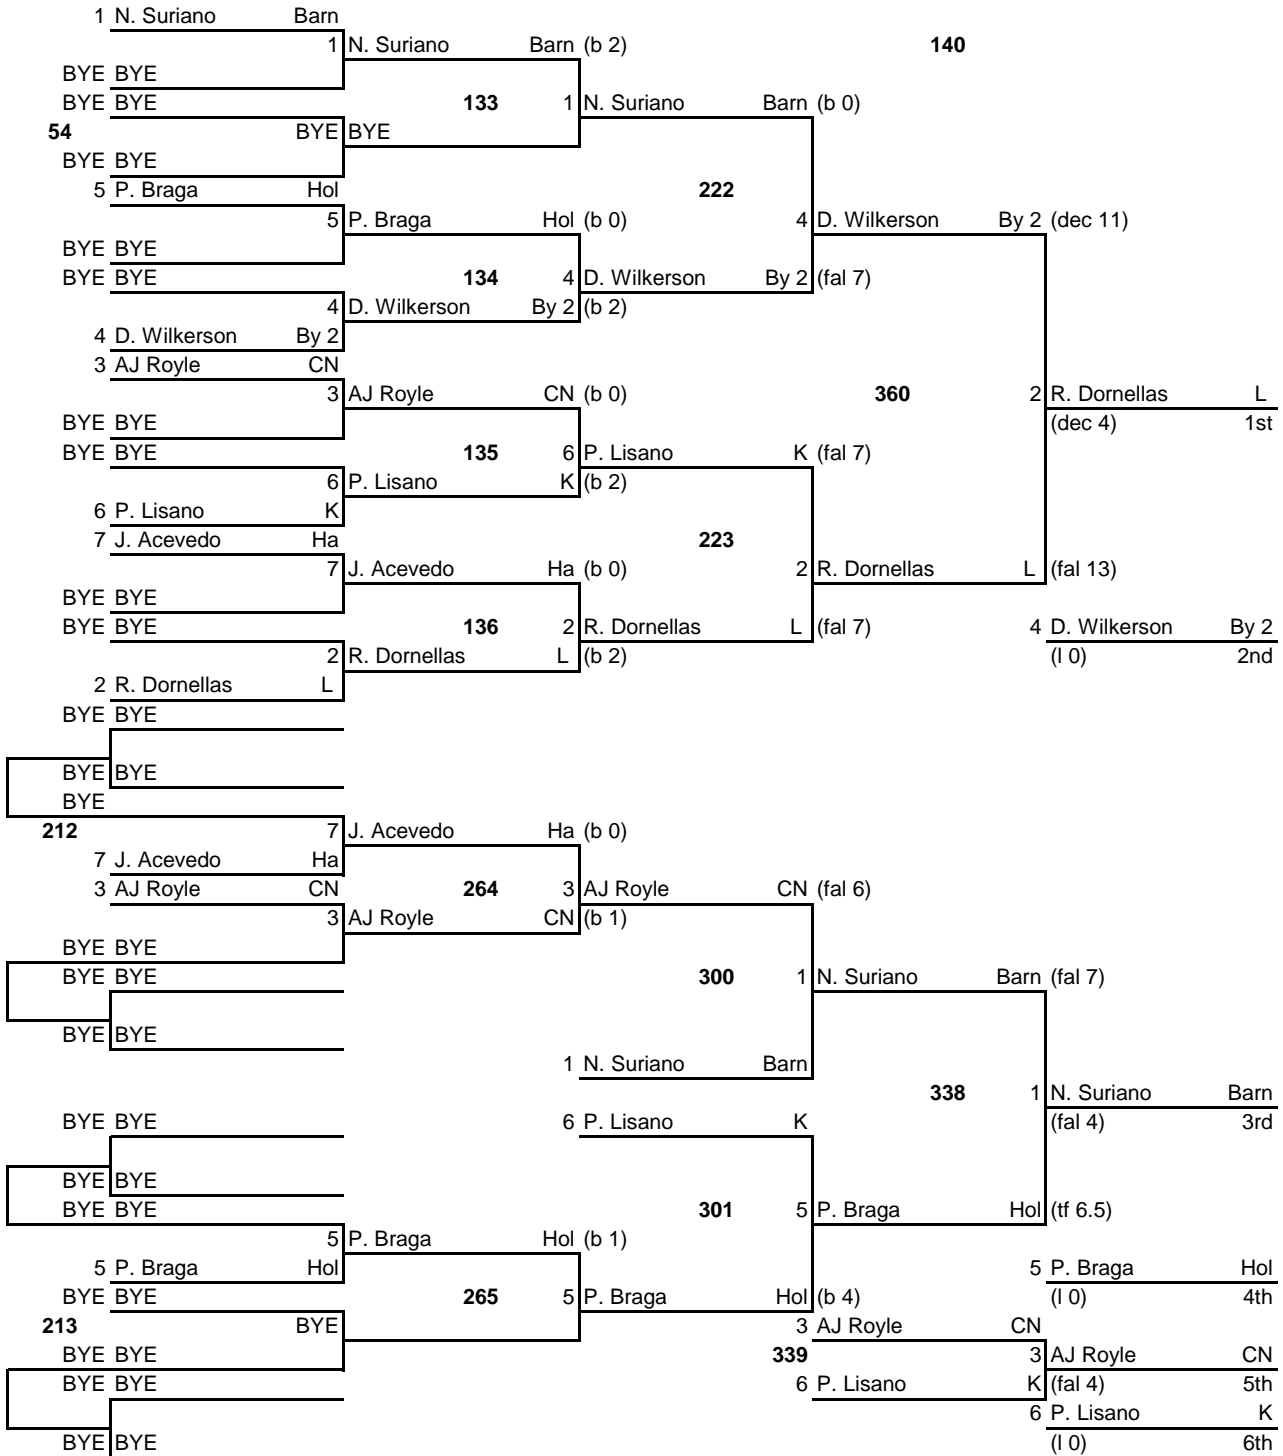 1 N. Suriano Barn
1 N. Suriano Barn (b 2) 140
BYE BYE
BYE BYE 133 1 N. Suriano Barn (b 0)
54 BYE BYE
BYE BYE
5 P. Braga Hol 222
5 P. Braga Hol (b 0) 4 D. Wilkerson By 2 (dec 11)
BYE BYE
BYE BYE 134 4 D. Wilkerson By 2 (fal 7)
4 D. Wilkerson By 2 (b 2)
4 D. Wilkerson By 2
3 AJ Royle CN
3 AJ Royle CN (b 0) 360 2 R. Dornellas L
BYE BYE (dec 4) 1st
BYE BYE 135 6 P. Lisano K (fal 7)
6 P. Lisano K (b 2)
6 P. Lisano K
7 J. Acevedo Ha 223
7 J. Acevedo Ha (b 0) 2 R. Dornellas L (fal 13)
BYE BYE
BYE BYE 136 2 R. Dornellas L (fal 7) 4 D. Wilkerson By 2
2 R. Dornellas L (b 2) (l 0) 2nd
2 R. Dornellas L
BYE BYE
BYE BYE
BYE
212 7 J. Acevedo Ha (b 0)
7 J. Acevedo Ha
3 AJ Royle CN 264 3 AJ Royle CN (fal 6)
3 AJ Royle CN (b 1)
BYE BYE
BYE BYE 300 1 N. Suriano Barn (fal 7)
BYE BYE
1 N. Suriano Barn
338 1 N. Suriano Barn
BYE BYE 6 P. Lisano K (fal 4) 3rd
BYE BYE
BYE BYE 301 5 P. Braga Hol (tf 6.5)
5 P. Braga Hol (b 1)
5 P. Braga Hol 5 P. Braga Hol
BYE BYE 265 5 P. Braga Hol (b 4) (l 0) 4th
213 BYE 3 AJ Royle CN
BYE BYE 339 3 AJ Royle CN
BYE BYE 6 P. Lisano K (fal 4) 5th
6 P. Lisano K
BYE BYE (l 0) 6th